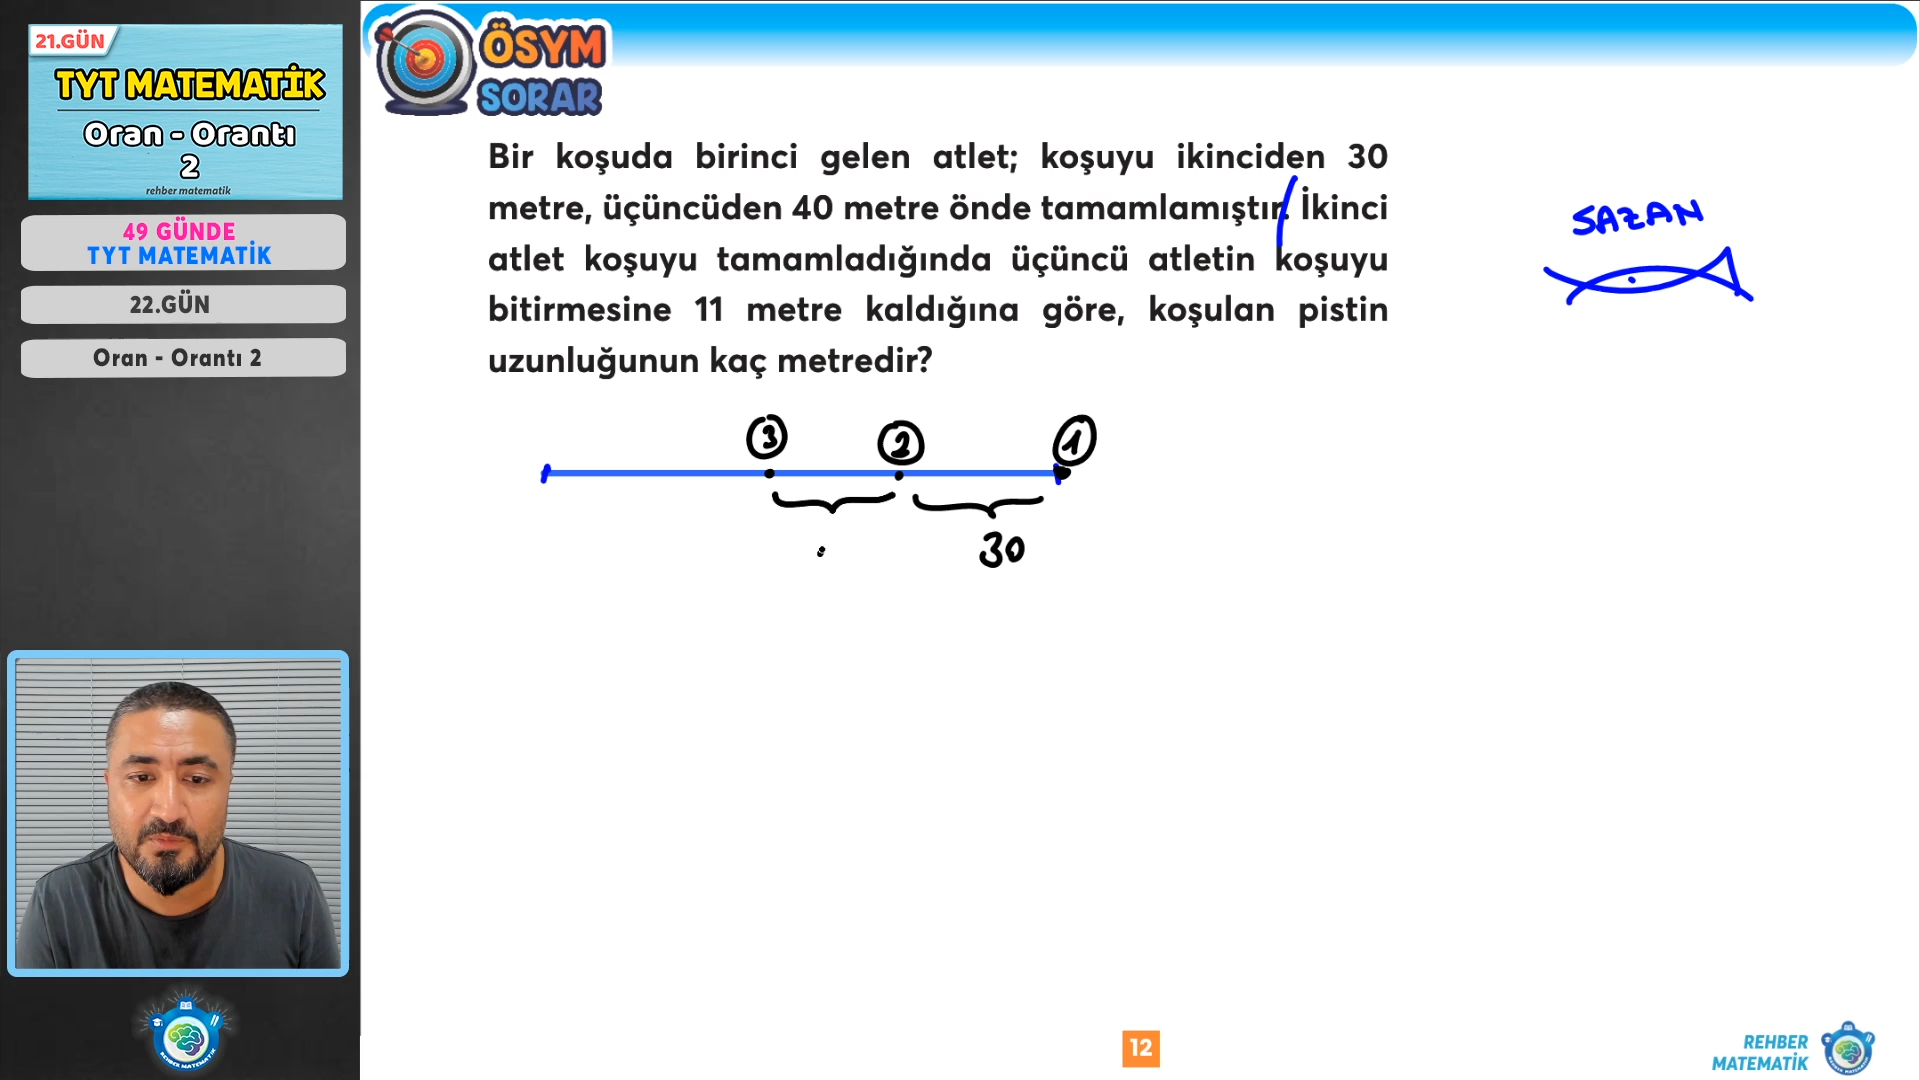 21.GÜN
TYT MATEMATİK
Oran - Orantı
2
rehber matematik
49 GÜNDE
TYT MATEMATİK
22.GÜN
Oran - Orantı 2
ÖSYM
SORAR
Bir koşuda birinci gelen atlet; koşuyu ikinciden 30
metre, üçüncüden 40 metre önde tamamlamıştır. İkinci
atlet koşuyu tamamladığında üçüncü atletin koşuyu
bitirmesine 11 metre kaldığına göre, koşulan pistin
uzunluğunun kaç metredir?
SAZAN
3 2 1
30
12
REHBER
MATEMATİK
REHBER MATEMATİK